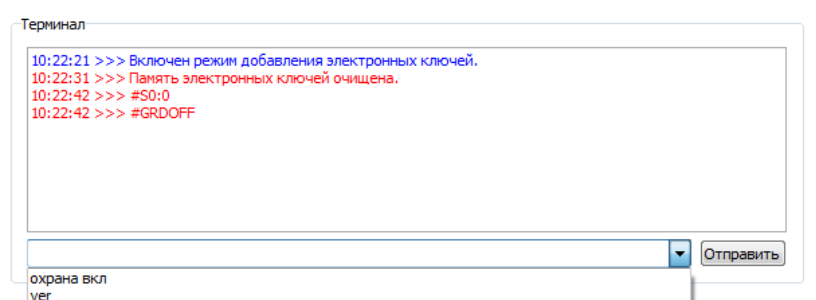 Терминал
10:22:21 >>> Включен режим добавления электронных ключей.
10:22:31 >>> Память электронных ключей очищена.
10:22:42 >>> #S0:0
10:22:42 >>> #GRDOFF
Отправить
охрана вкл
ver